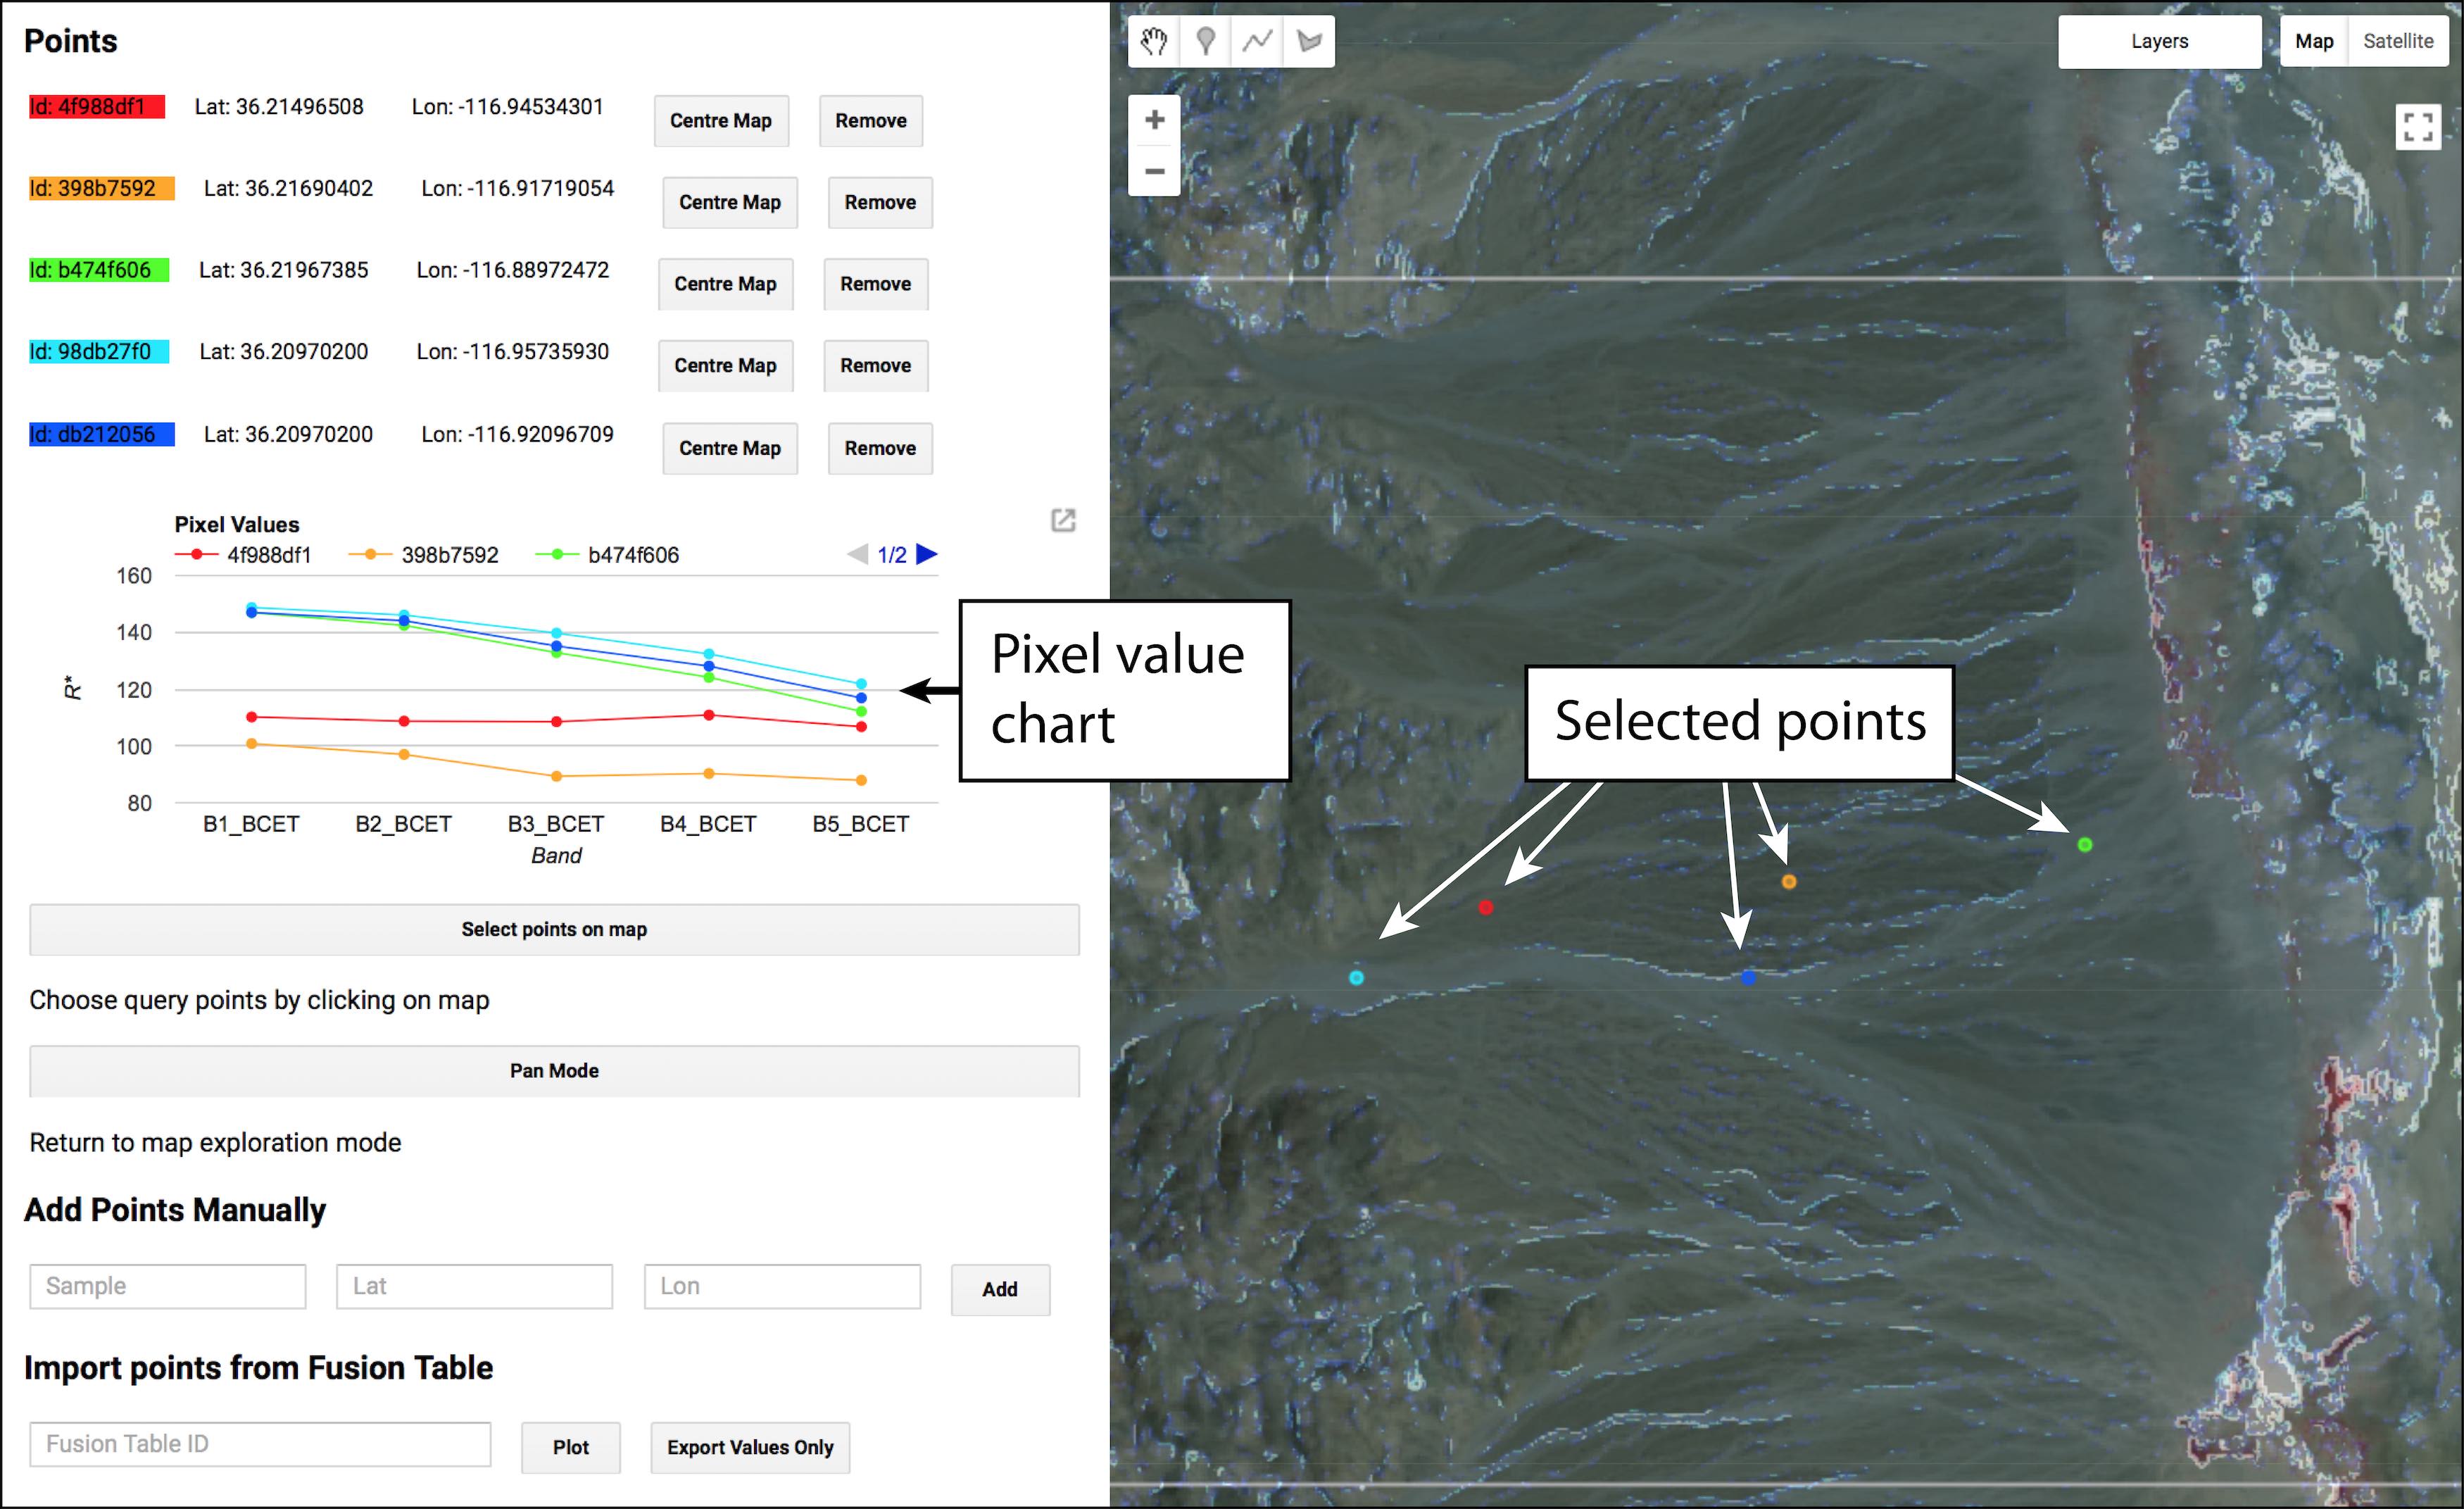 Points
Id: 4f988df1 Lat: 36.21496508 Lon: -116.94534301 Centre Map Remove
Id: 398b7592 Lat: 36.21690402 Lon: -116.91719054 Centre Map Remove
Id: b474f606 Lat: 36.21967385 Lon: -116.88972472 Centre Map Remove
Id: 98db27f0 Lat: 36.20970200 Lon: -116.95735930 Centre Map Remove
Id: db212056 Lat: 36.20970200 Lon: -116.92096709 Centre Map Remove
Pixel Values
4f988df1 398b7592 b474f606 1/2
160
140
120
100
80
R*
B1_BCET B2_BCET B3_BCET B4_BCET B5_BCET
Band
Pixel value
chart
Select points on map
Choose query points by clicking on map
Pan Mode
Return to map exploration mode
Add Points Manually
Sample Lat Lon Add
Import points from Fusion Table
Fusion Table ID Plot Export Values Only
Layers Map Satellite
+
−
Selected points